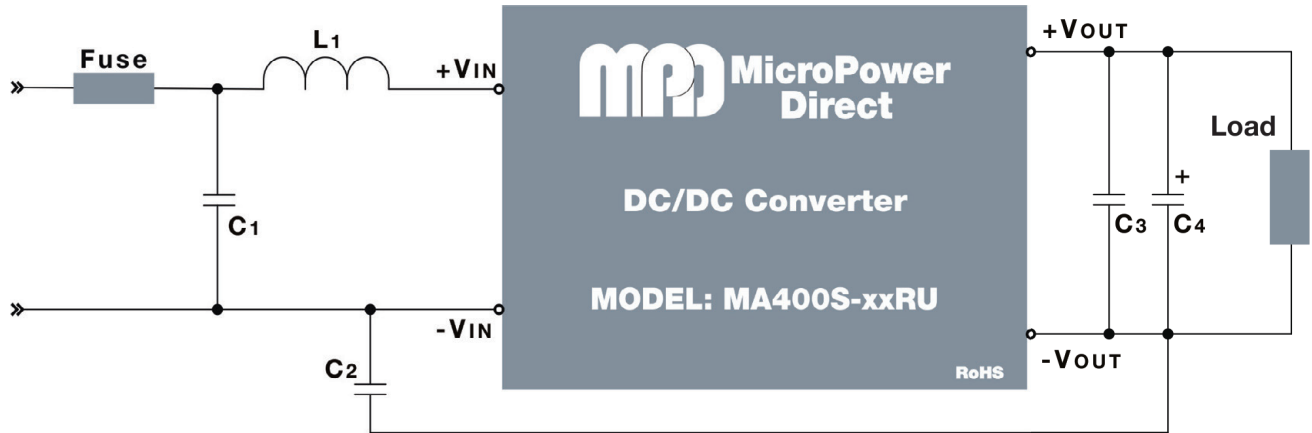 Fuse
L1
+VIN
C1
-VIN
C2
MPD MicroPower
Direct
DC/DC Converter
MODEL: MA400S-xxRU
RoHS
+VOUT
C3
+
C4
Load
-VOUT